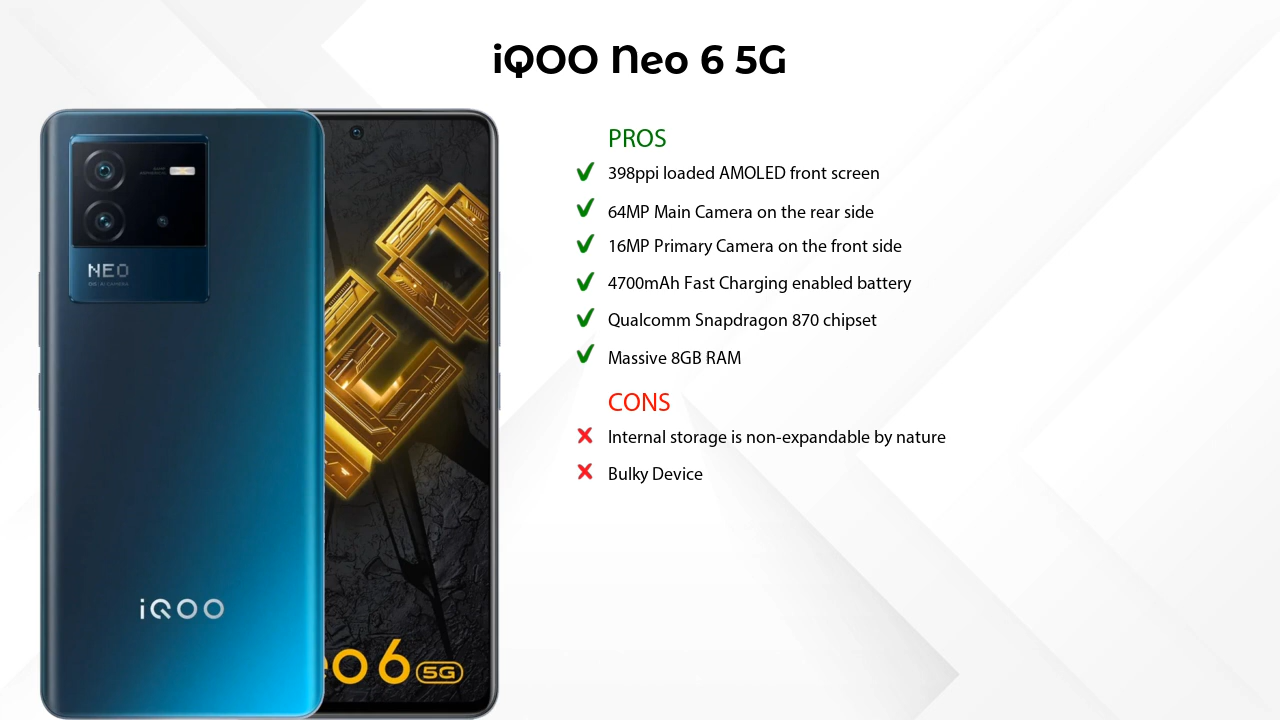 iQOO Neo 6 5G
PROS
398ppi loaded AMOLED front screen
64MP Main Camera on the rear side
16MP Primary Camera on the front side
4700mAh Fast Charging enabled battery
Qualcomm Snapdragon 870 chipset
Massive 8GB RAM
CONS
Internal storage is non-expandable by nature
Bulky Device
NEO
iQOO
eo 6 5G